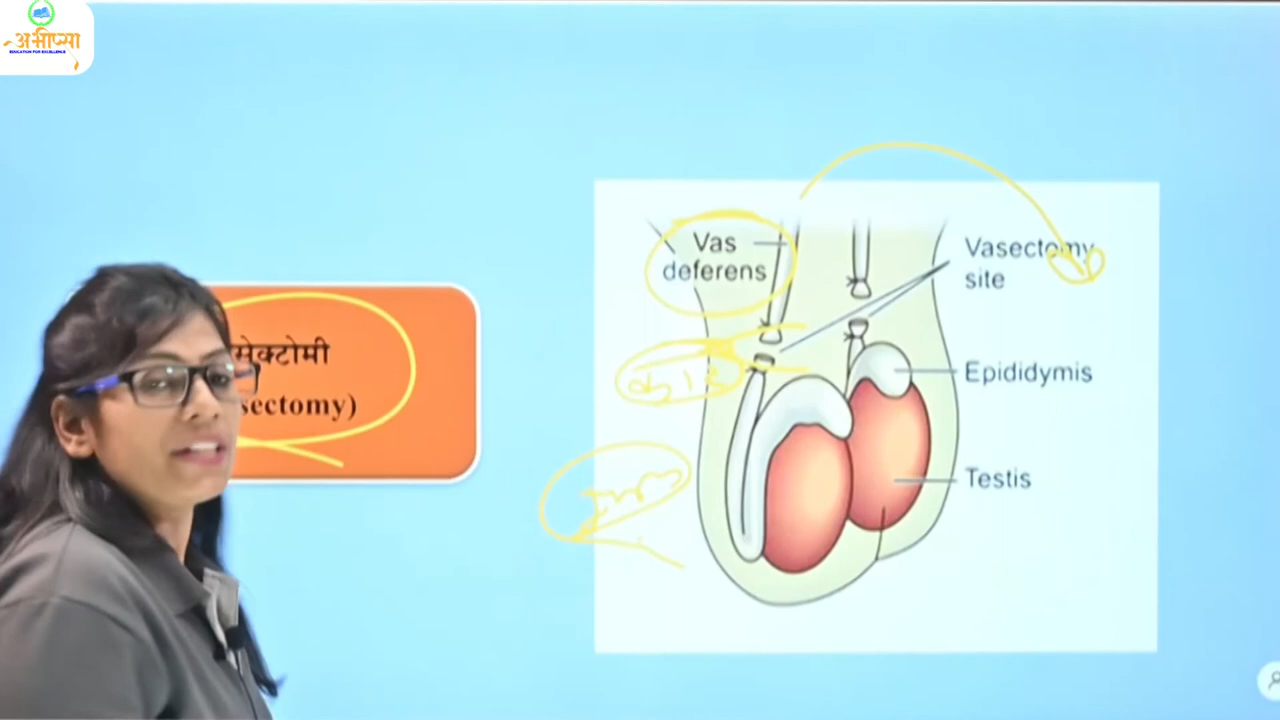 अभीप्सा
EDUCATION FOR EXCELLENCE
सेक्टोमी
sectomy)
Vas
deferens
Vasectomy
site
Epididymis
Testis